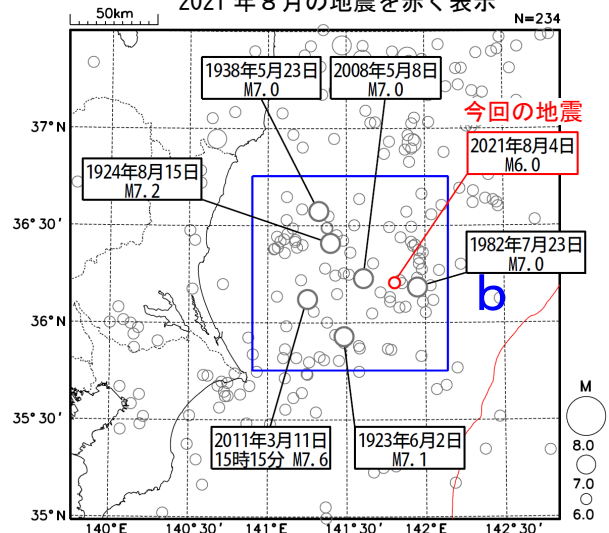 2021年8月の地震を赤く表示
50km
N=234
1938年5月23日
M7.0
2008年5月8日
M7.0
今回の地震
2021年8月4日
M6.0
37°N
1924年8月15日
M7.2
36°30′
1982年7月23日
M7.0
b
36°N
35°30′
2011年3月11日
15時15分 M7.6
1923年6月2日
M7.1
M
8.0
7.0
6.0
35°N
140°E
140°30′
141°E
141°30′
142°E
142°30′